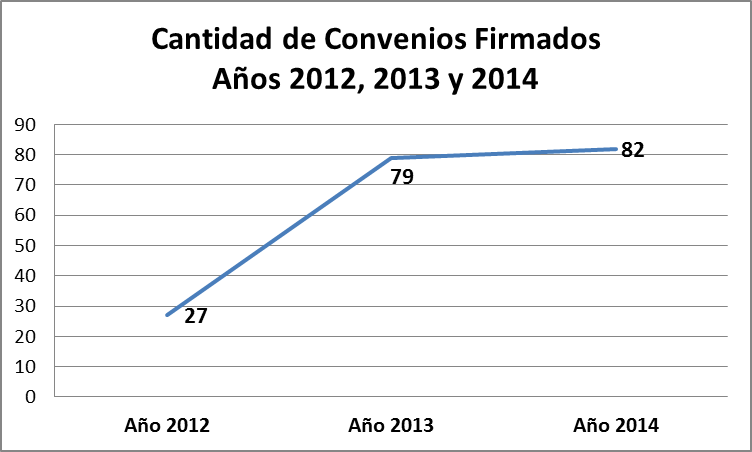 Cantidad de Convenios Firmados
Años 2012, 2013 y 2014
90
80
70
60
50
40
30
20
10
0
27
79
82
Año 2012
Año 2013
Año 2014